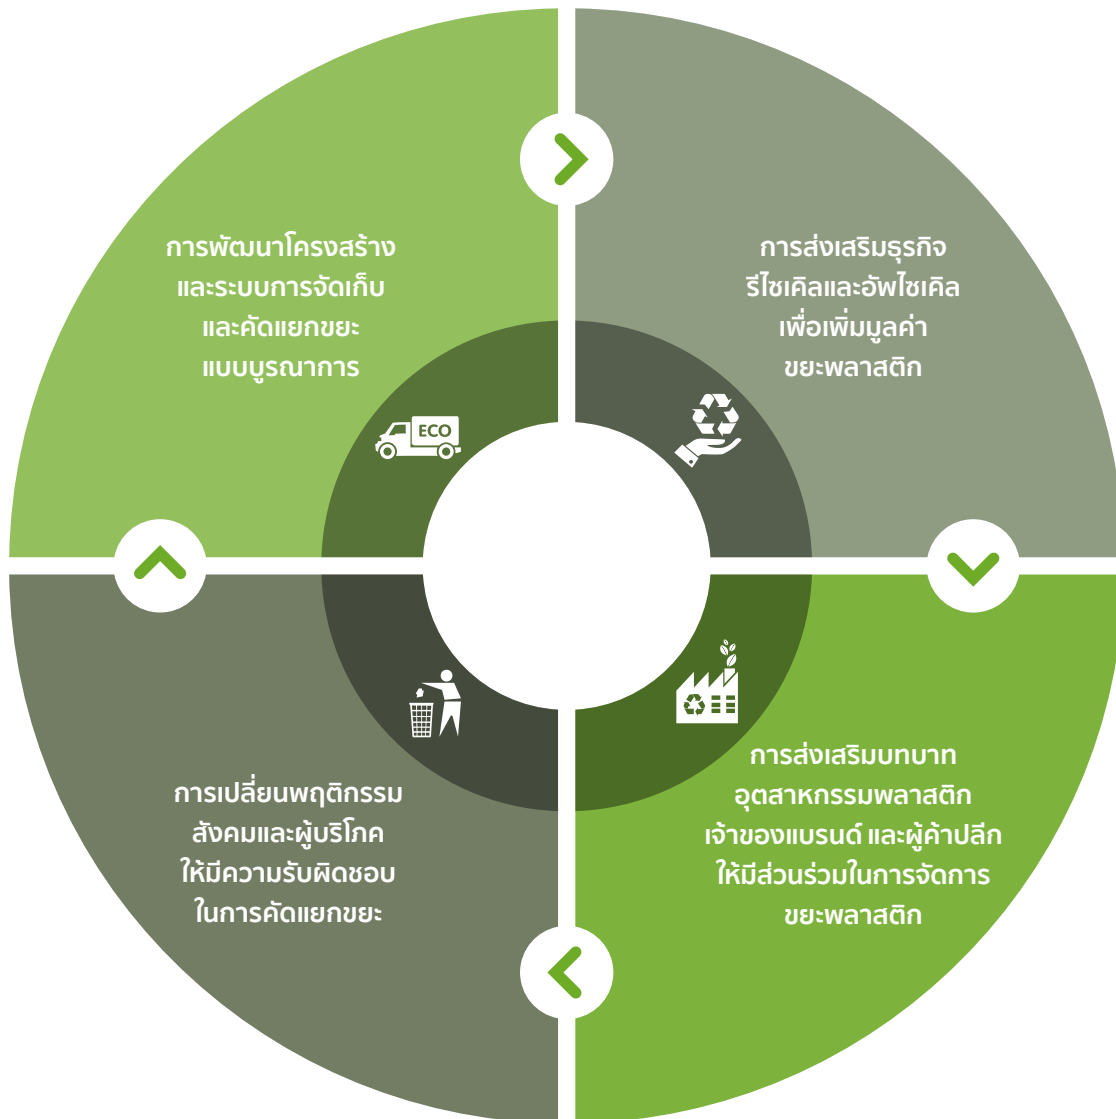 การพัฒนาโครงสร้าง
และระบบการจัดเก็บ
และคัดแยกขยะ
แบบบูรณาการ
ECO
การส่งเสริมธุรกิจ
รีไซเคิลและอัพไซเคิล
เพื่อเพิ่มมูลค่า
ขยะพลาสติก
การส่งเสริมบทบาท
อุตสาหกรรมพลาสติก
เจ้าของแบรนด์ และผู้ค้าปลีก
ให้มีส่วนร่วมในการจัดการ
ขยะพลาสติก
การเปลี่ยนพฤติกรรม
สังคมและผู้บริโภค
ให้มีความรับผิดชอบ
ในการคัดแยกขยะ